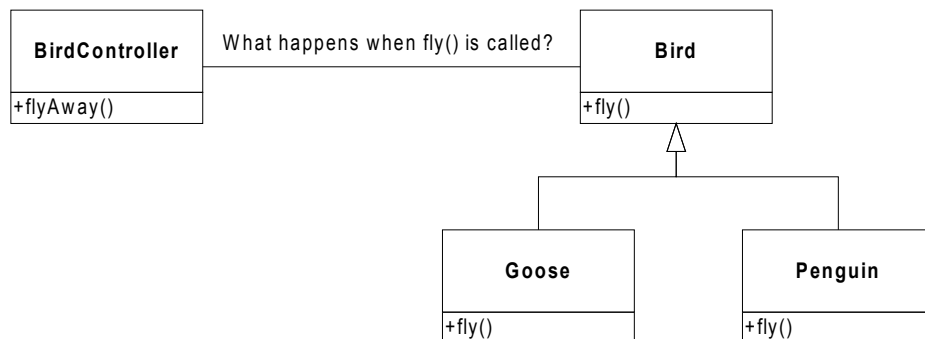 BirdController
What happens when fly() is called?
Bird
+flyAway()
+fly()
Goose
Penguin
+fly()
+fly()